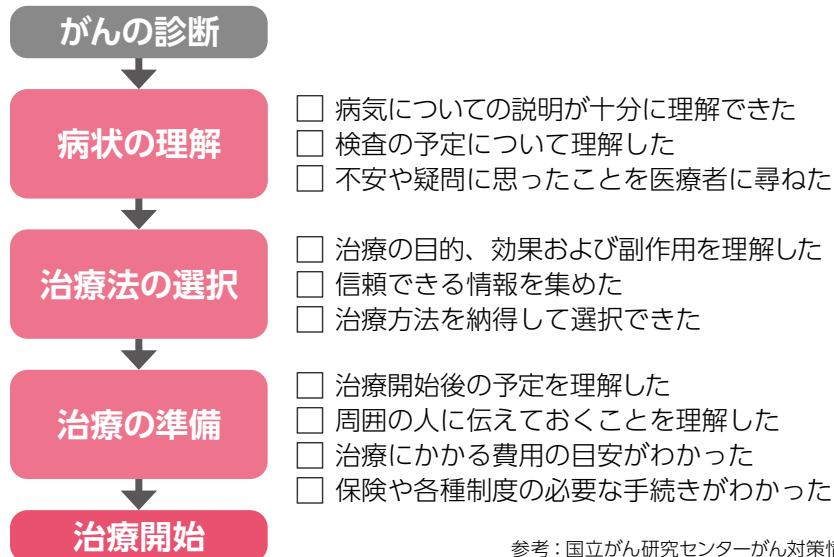 がんの診断
病状の理解
□ 病気についての説明が十分に理解できた
□ 検査の予定について理解した
□ 不安や疑問に思ったことを医療者に尋ねた
治療法の選択
□ 治療の目的、効果および副作用を理解した
□ 信頼できる情報を集めた
□ 治療方法を納得して選択できた
治療の準備
□ 治療開始後の予定を理解した
□ 周囲の人に伝えておくことを理解した
□ 治療にかかる費用の目安がわかった
□ 保険や各種制度の必要な手続きがわかった
治療開始
参考：国立がん研究センターがん対策情